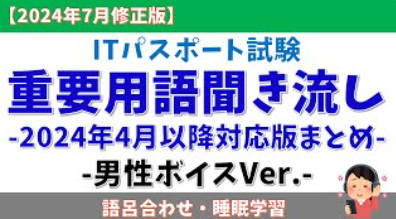 【2024年7月修正版】
ITパスポート試験
重要用語聞き流し
-2024年4月以降対応版まとめ-
-男性ボイスVer.-
語呂合わせ・睡眠学習